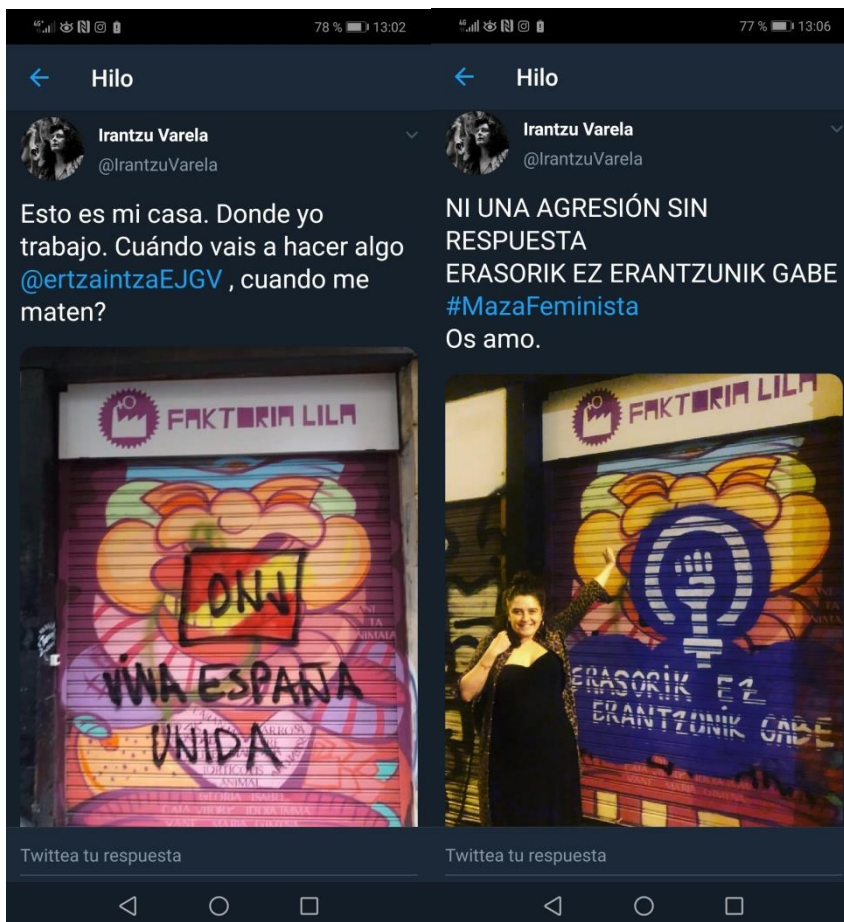 78 % 13:02
Hilo
Irantzu Varela
@IrantzuVarela
Esto es mi casa. Donde yo
trabajo. Cuándo vais a hacer algo
@ertzaintzaEJGV , cuando me
maten?
FAKTORIA LILA
ONJ
VIVA ESPAÑA
UNIDA
Twittea tu respuesta
77 % 13:06
Hilo
Irantzu Varela
@IrantzuVarela
NI UNA AGRESIÓN SIN
RESPUESTA
ERASORIK EZ ERANTZUNIK GABE
#MazaFeminista
Os amo.
FAKTORIA LILA
ERASORIK EZ
ERANTZUNIK GABE
Twittea tu respuesta